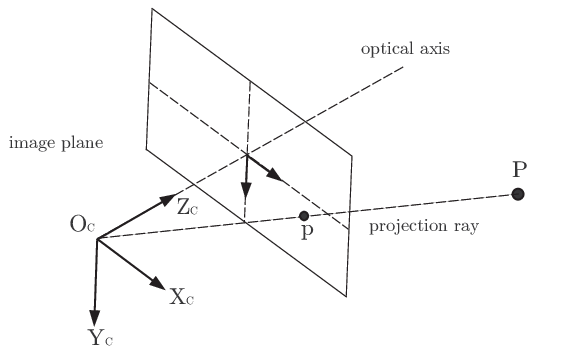 optical axis
image plane
P
Zc
Oc
p
projection ray
Xc
Yc